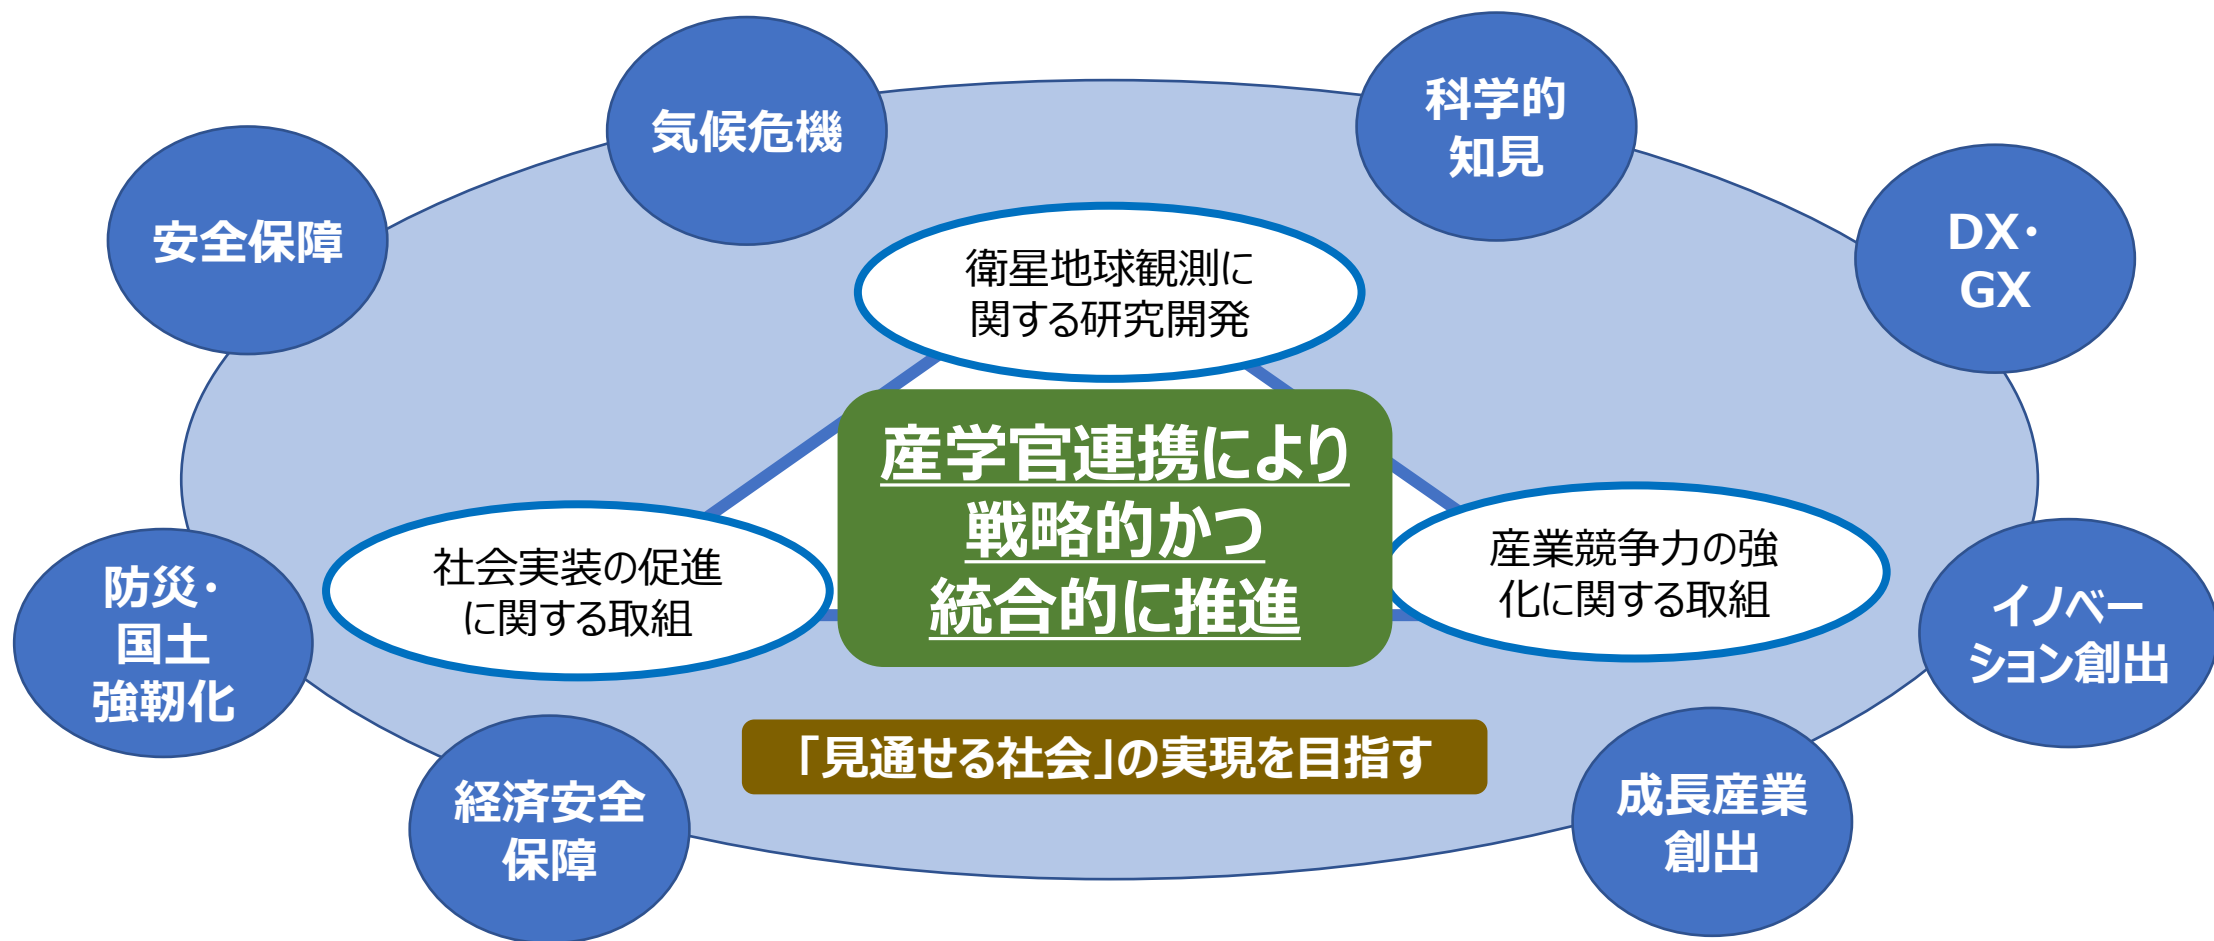 気候危機
科学的
知見
安全保障
DX・
GX
衛星地球観測に
関する研究開発
産学官連携により
戦略的かつ
統合的に推進
社会実装の促進
に関する取組
産業競争力の強
化に関する取組
防災・
国土
強靭化
イノベー
ション創出
「見通せる社会」の実現を目指す
経済安全
保障
成長産業
創出